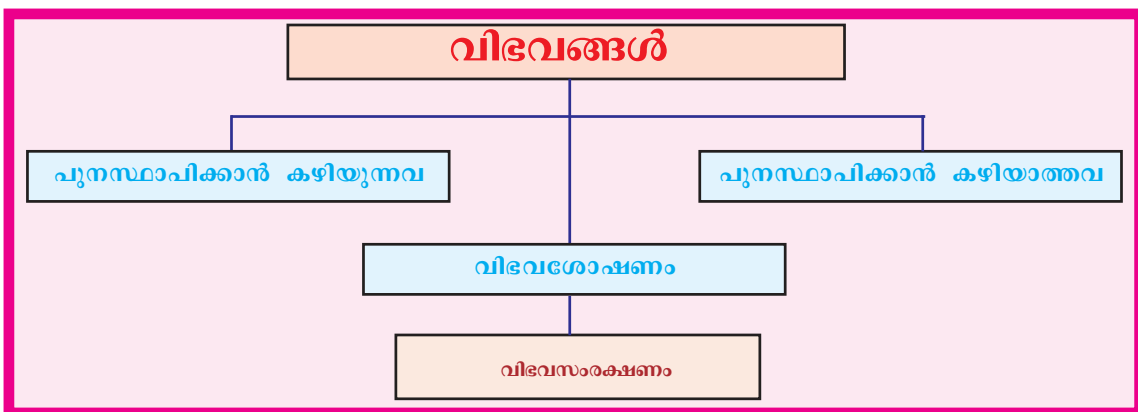 വിഭവങ്ങൾ
പുനസ്ഥാപിക്കാൻ കഴിയുന്നവ
പുനസ്ഥാപിക്കാൻ കഴിയാത്തവ
വിഭവശോഷണം
വിഭവസംരക്ഷണം